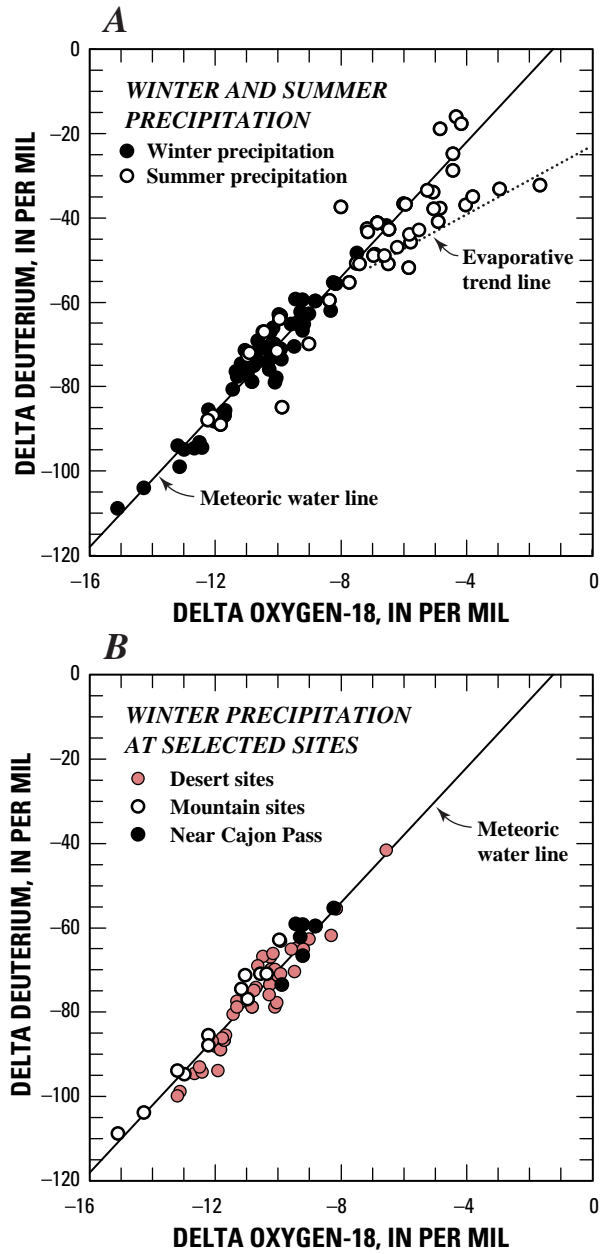 A
0
–20
–40
–60
–80
–100
–120
DELTA DEUTERIUM, IN PER MIL
WINTER AND SUMMER
PRECIPITATION
Winter precipitation
Summer precipitation
Evaporative
trend line
Meteoric water line
–16
–12
–8
–4
0
DELTA OXYGEN-18, IN PER MIL
B
0
–20
–40
–60
–80
–100
–120
DELTA DEUTERIUM, IN PER MIL
WINTER PRECIPITATION
AT SELECTED SITES
Desert sites
Mountain sites
Near Cajon Pass
Meteoric
water line
–16
–12
–8
–4
0
DELTA OXYGEN-18, IN PER MIL